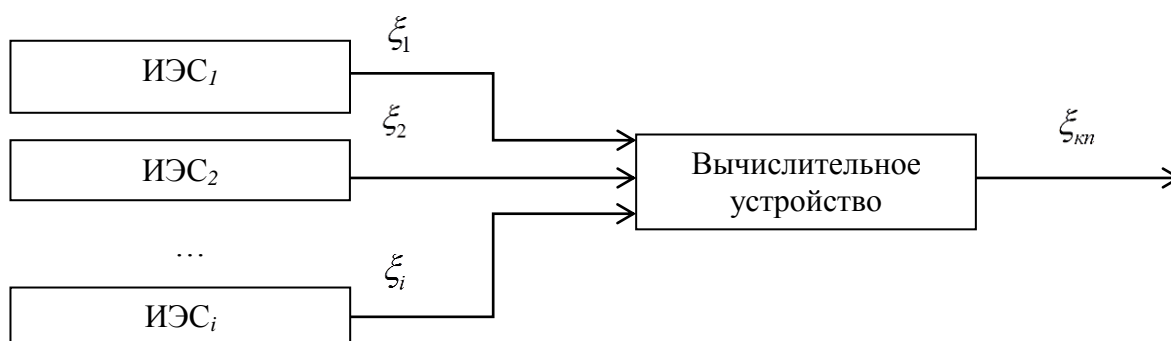 ИЭС1
ξ1
ИЭС2
ξ2
...
ИЭСi
ξi
Вычислительное
устройство
ξкп